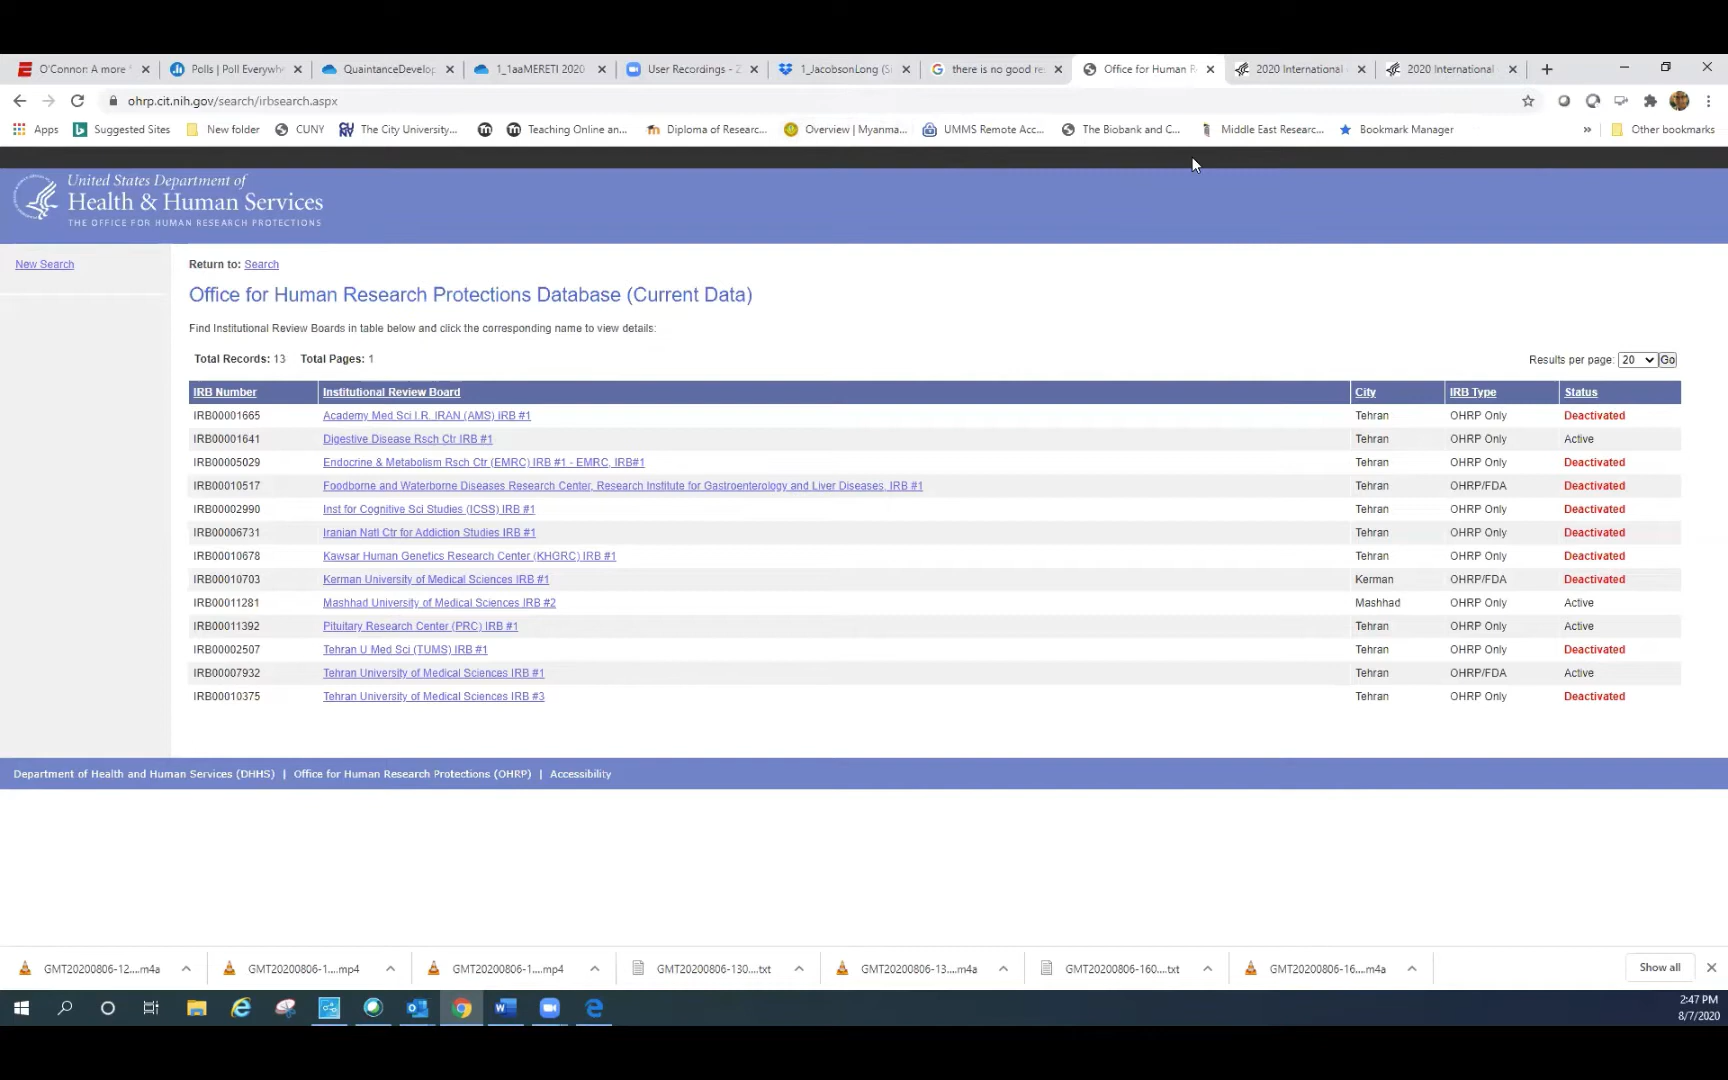 O'Connor: A more
Polls | Poll Everywhe
QuaintanceDevelop
1_1aaMERETI 2020
User Recordings - Z
1_JacobsonLong (S
there is no good re
Office for Human R
2020 International
2020 International
ohrp.cit.nih.gov/search/irbsearch.aspx
Apps
Suggested Sites
New folder
CUNY
The City University...
Teaching Online an...
Diploma of Researc...
Overview | Myanma...
UMMS Remote Acc...
The Biobank and C...
Middle East Researc...
Bookmark Manager
»
Other bookmarks
United States Department of
Health & Human Services
THE OFFICE FOR HUMAN RESEARCH PROTECTIONS
New Search
Return to: Search
Office for Human Research Protections Database (Current Data)
Find Institutional Review Boards in table below and click the corresponding name to view details:
Total Records: 13 Total Pages: 1
Results per page: 20 Go
IRB Number Institutional Review Board City IRB Type Status
IRB00001665 Academy Med Sci I.R. IRAN (AMS) IRB #1 Tehran OHRP Only Deactivated
IRB00001641 Digestive Disease Rsch Ctr IRB #1 Tehran OHRP Only Active
IRB00005029 Endocrine & Metabolism Rsch Ctr (EMRC) IRB #1 - EMRC, IRB#1 Tehran OHRP Only Deactivated
IRB00010517 Foodborne and Waterborne Diseases Research Center, Research Institute for Gastroenterology and Liver Diseases, IRB #1 Tehran OHRP/FDA Deactivated
IRB00002990 Inst for Cognitive Sci Studies (ICSS) IRB #1 Tehran OHRP Only Deactivated
IRB00006731 Iranian Natl Ctr for Addiction Studies IRB #1 Tehran OHRP Only Deactivated
IRB00010678 Kawsar Human Genetics Research Center (KHGRC) IRB #1 Tehran OHRP Only Deactivated
IRB00010703 Kerman University of Medical Sciences IRB #1 Kerman OHRP/FDA Deactivated
IRB00011281 Mashhad University of Medical Sciences IRB #2 Mashhad OHRP Only Active
IRB00011392 Pituitary Research Center (PRC) IRB #1 Tehran OHRP Only Active
IRB00002507 Tehran U Med Sci (TUMS) IRB #1 Tehran OHRP Only Deactivated
IRB00007932 Tehran University of Medical Sciences IRB #1 Tehran OHRP/FDA Active
IRB00010375 Tehran University of Medical Sciences IRB #3 Tehran OHRP Only Deactivated
Department of Health and Human Services (DHHS) | Office for Human Research Protections (OHRP) | Accessibility
GMT20200806-12....m4a
GMT20200806-1....mp4
GMT20200806-1....mp4
GMT20200806-130....txt
GMT20200806-13....m4a
GMT20200806-160....txt
GMT20200806-16....m4a
Show all
2:47 PM
8/7/2020